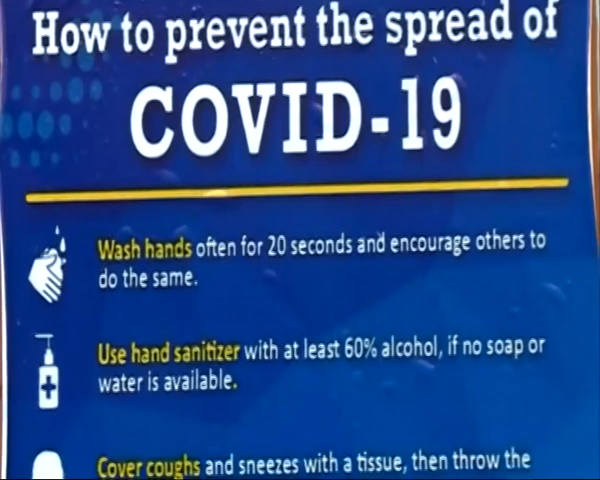 How to prevent the spread of
COVID-19
Wash hands often for 20 seconds and encourage others to
do the same.
Use hand sanitizer with at least 60% alcohol, if no soap or
water is available.
Cover coughs and sneezes with a tissue, then throw the